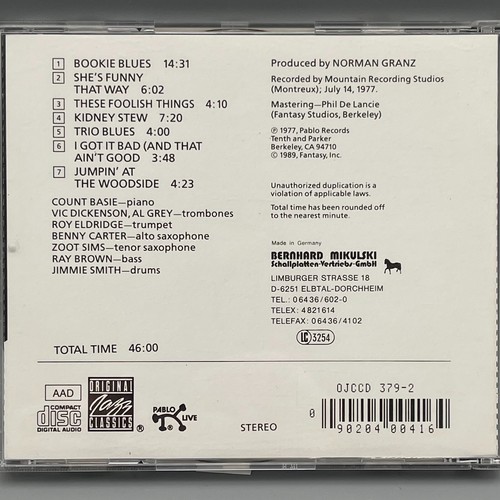 1 BOOKIE BLUES 14:31
2 SHE'S FUNNY
THAT WAY 6:02
3 THESE FOOLISH THINGS 4:10
4 KIDNEY STEW 7:20
5 TRIO BLUES 4:00
6 I GOT IT BAD (AND THAT
AIN'T GOOD 3:48
7 JUMPIN' AT
THE WOODSIDE 4:23
COUNT BASIE—piano
VIC DICKENSON, AL GREY—trombones
ROY ELDRIDGE—trumpet
BENNY CARTER—alto saxophone
ZOOT SIMS—tenor saxophone
RAY BROWN—bass
JIMMIE SMITH—drums
TOTAL TIME 46:00
Produced by NORMAN GRANZ
Recorded by Mountain Recording Studios
(Montreux); July 14, 1977.
Mastering—Phil De Lancie
(Fantasy Studios, Berkeley)
℗ 1977, Pablo Records
Tenth and Parker
Berkeley, CA 94710
© 1989, Fantasy, Inc.
Unauthorized duplication is a
violation of applicable laws.
Total time has been rounded off
to the nearest minute.
Made in Germany
BERNHARD MIKULSKI
Schallplatten-Vertriebs-GmbH
LIMBURGER STRASSE 18
D-6251 ELBTAL-DORCHHEIM
TEL.: 06436/602-0
TELEX: 4821614
TELEFAX: 06436/4102
LC 3254
AAD
COMPACT
disc
DIGITAL AUDIO
ORIGINAL
Jazz
CLASSICS
®
PABLO LIVE
STEREO
OJCCD 379-2
0 90204 00416